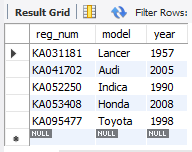 Result Grid Filter Rows:
reg_num model year
KA031181 Lancer 1957
KA041702 Audi 2005
KA052250 Indica 1990
KA053408 Honda 2008
KA095477 Toyota 1998
NULL NULL NULL